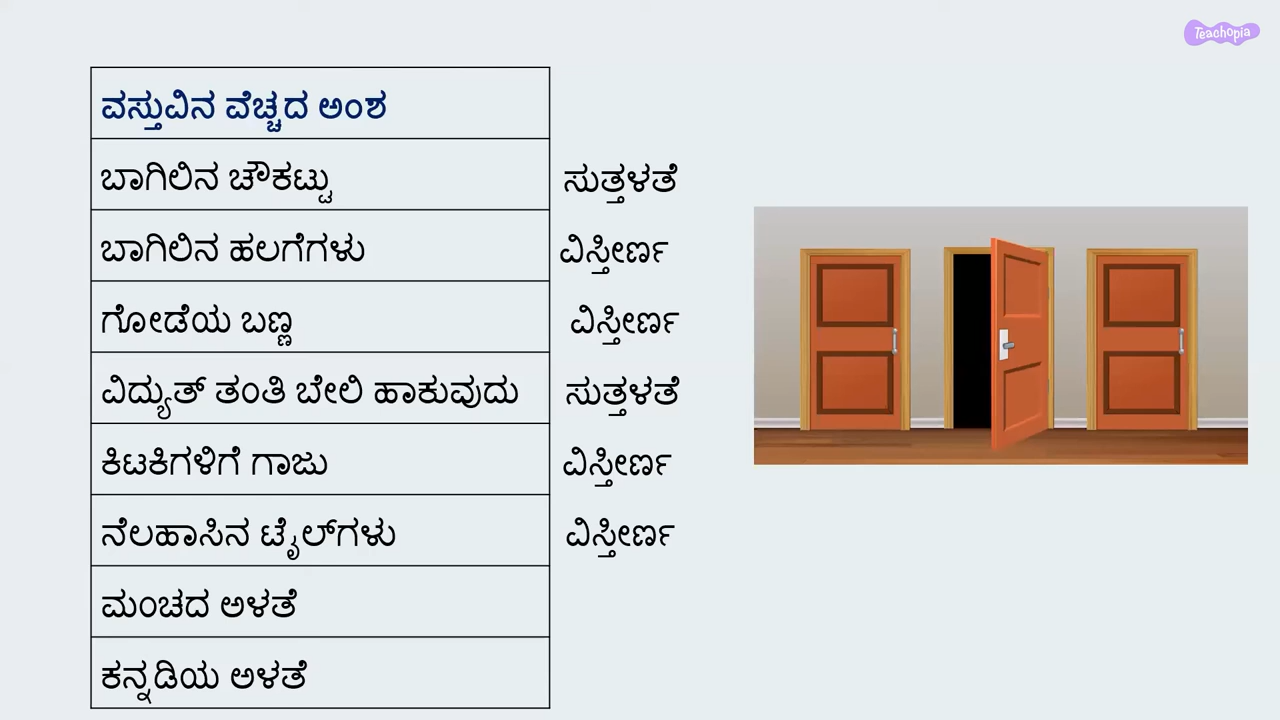 Teachopia
ವಸ್ತುವಿನ ವೆಚ್ಚದ ಅಂಶ
ಬಾಗಿಲಿನ ಚೌಕಟ್ಟು ಸುತ್ತಳತೆ
ಬಾಗಿಲಿನ ಹಲಗೆಗಳು ವಿಸ್ತೀರ್ಣ
ಗೋಡೆಯ ಬಣ್ಣ ವಿಸ್ತೀರ್ಣ
ವಿದ್ಯುತ್ ತಂತಿ ಬೇಲಿ ಹಾಕುವುದು ಸುತ್ತಳತೆ
ಕಿಟಕಿಗಳಿಗೆ ಗಾಜು ವಿಸ್ತೀರ್ಣ
ನೆಲಹಾಸಿನ ಟೈಲ್‌ಗಳು ವಿಸ್ತೀರ್ಣ
ಮಂಚದ ಅಳತೆ
ಕನ್ನಡಿಯ ಅಳತೆ